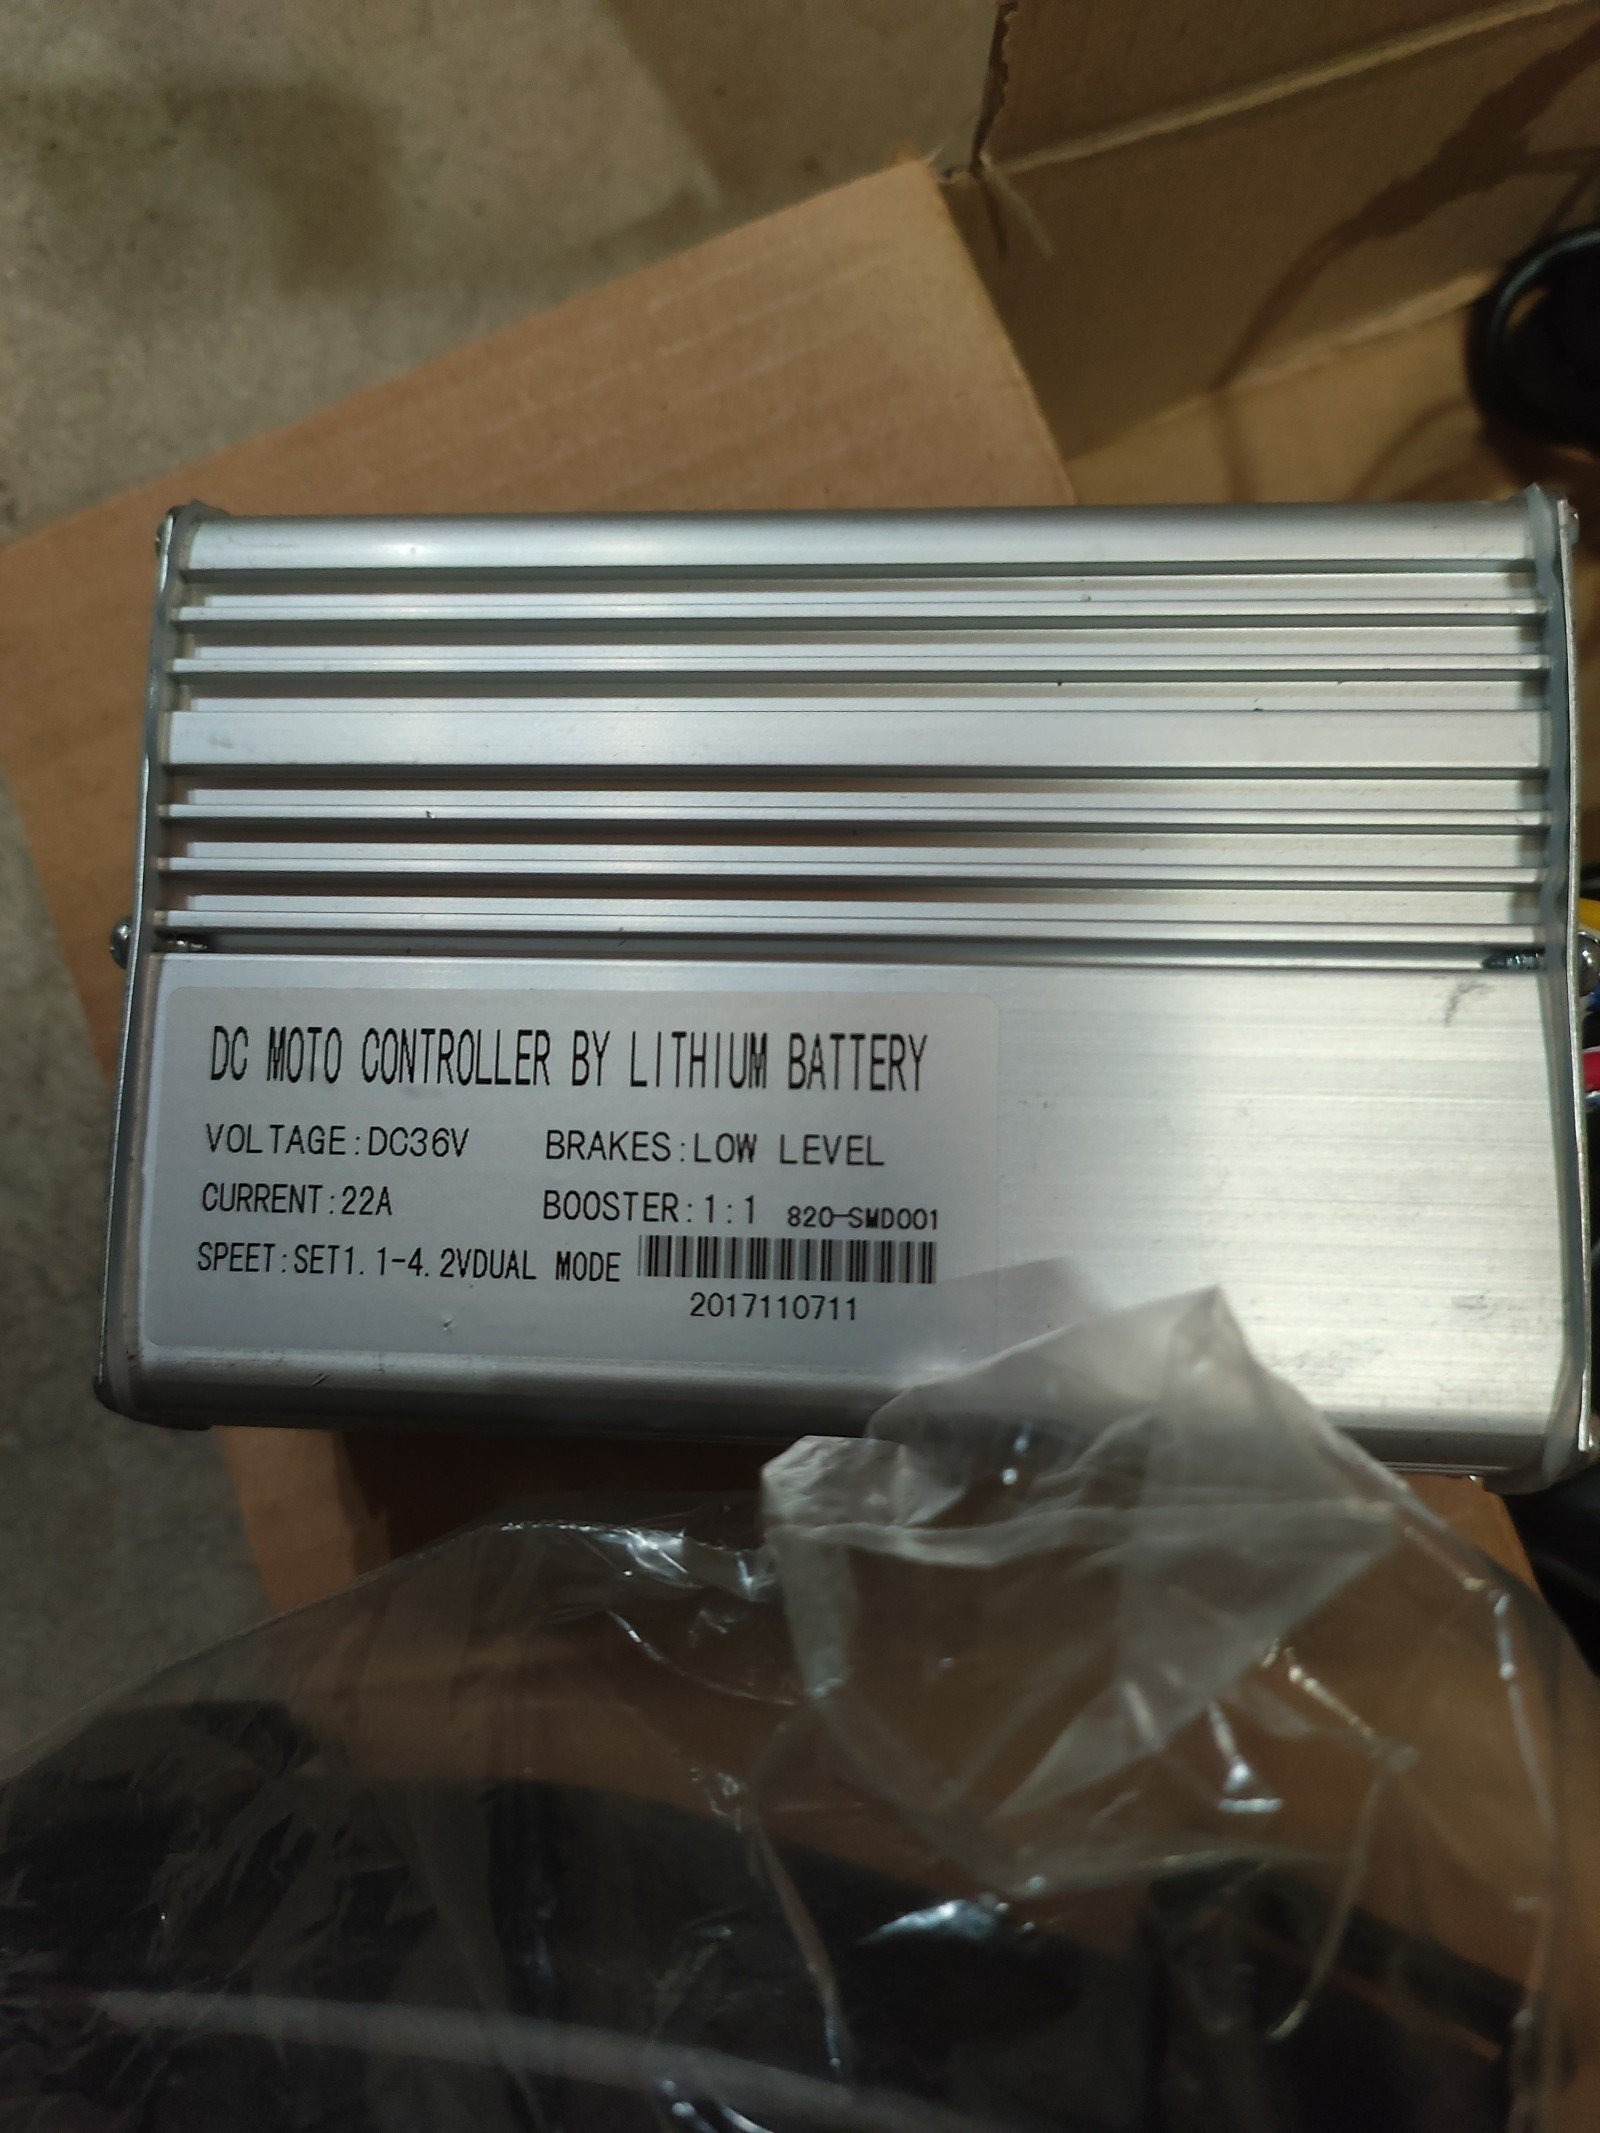 DC MOTO CONTROLLER BY LITHIUM BATTERY
VOLTAGE:DC36V BRAKES:LOW LEVEL
CURRENT:22A BOOSTER:1:1 820-SMD001
SPEET:SET1.1-4.2VDUAL MODE
2017110711